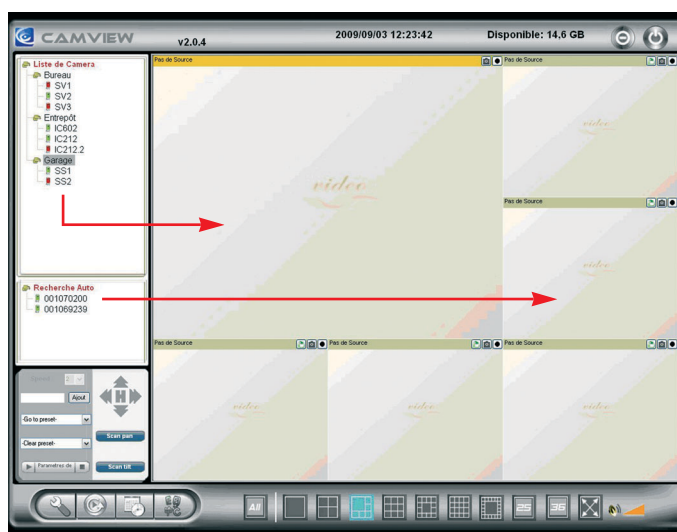 CAMVIEW v2.0.4 2009/09/03 12:23:42 Disponible: 14,6 GB
Liste de Camera
Bureau
SV1
SV2
SV3
Entrepôt
IC602
IC212
IC212.2
Garage
SS1
SS2
Recherche Auto
001070200
001069239
Pas de Source
video
Pas de Source
video
Pas de Source
video
Pas de Source
video
Pas de Source
video
Pas de Source
video
Ajout
H
-Go to preset-
-Clear preset-
Scan pan
Parametres de
Scan tilt
All
25
36